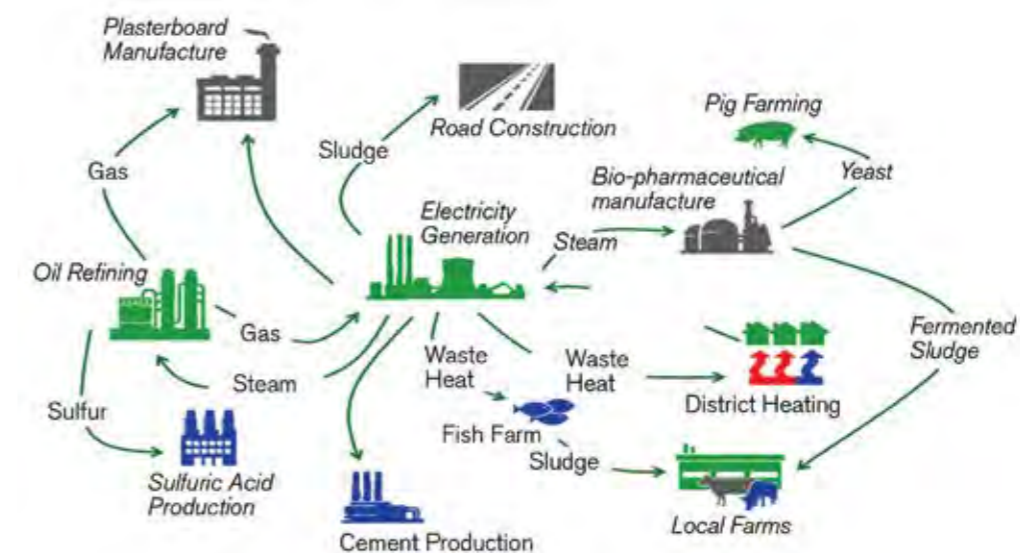 Plasterboard
Manufacture
Road Construction
Pig Farming
Gas
Sludge
Yeast
Bio-pharmaceutical
manufacture
Electricity
Generation
Steam
Oil Refining
Gas
Waste
Heat
Waste
Heat
Fermented
Sludge
Steam
Sulfur
District Heating
Fish Farm
Sludge
Sulfuric Acid
Production
Local Farms
Cement Production